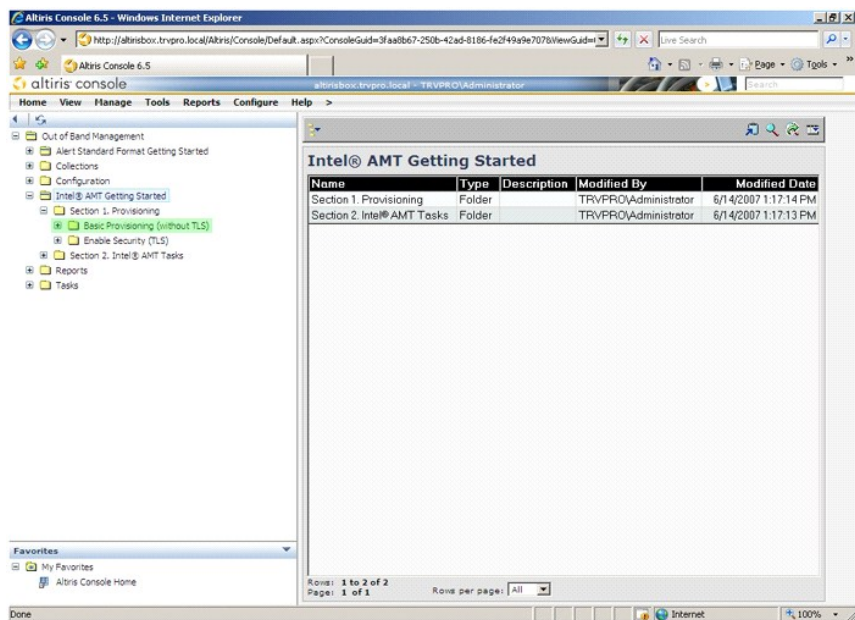 Altiris Console 6.5 - Windows Internet Explorer
http://altirisbox.trvpro.local/Altiris/Console/Default.aspx?ConsoleGuid=3faa8b67-250b-42ad-8186-fe2f49a9e707&ViewGuid=
Live Search
Altiris Console 6.5
Page
Tools
altiris console
altirisbox.trvpro.local - TRVPRO\Administrator
Search
Home View Manage Tools Reports Configure Help >
Out of Band Management
Alert Standard Format Getting Started
Collections
Configuration
Intel® AMT Getting Started
Section 1. Provisioning
Basic Provisioning (without TLS)
Enable Security (TLS)
Section 2. Intel® AMT Tasks
Reports
Tasks
Intel® AMT Getting Started
Name Type Description Modified By Modified Date
Section 1. Provisioning Folder TRVPRO\Administrator 6/14/2007 1:17:14 PM
Section 2. Intel® AMT Tasks Folder TRVPRO\Administrator 6/14/2007 1:17:13 PM
Favorites
My Favorites
Altiris Console Home
Rows: 1 to 2 of 2
Page: 1 of 1
Rows per page: All
Done
Internet
100%